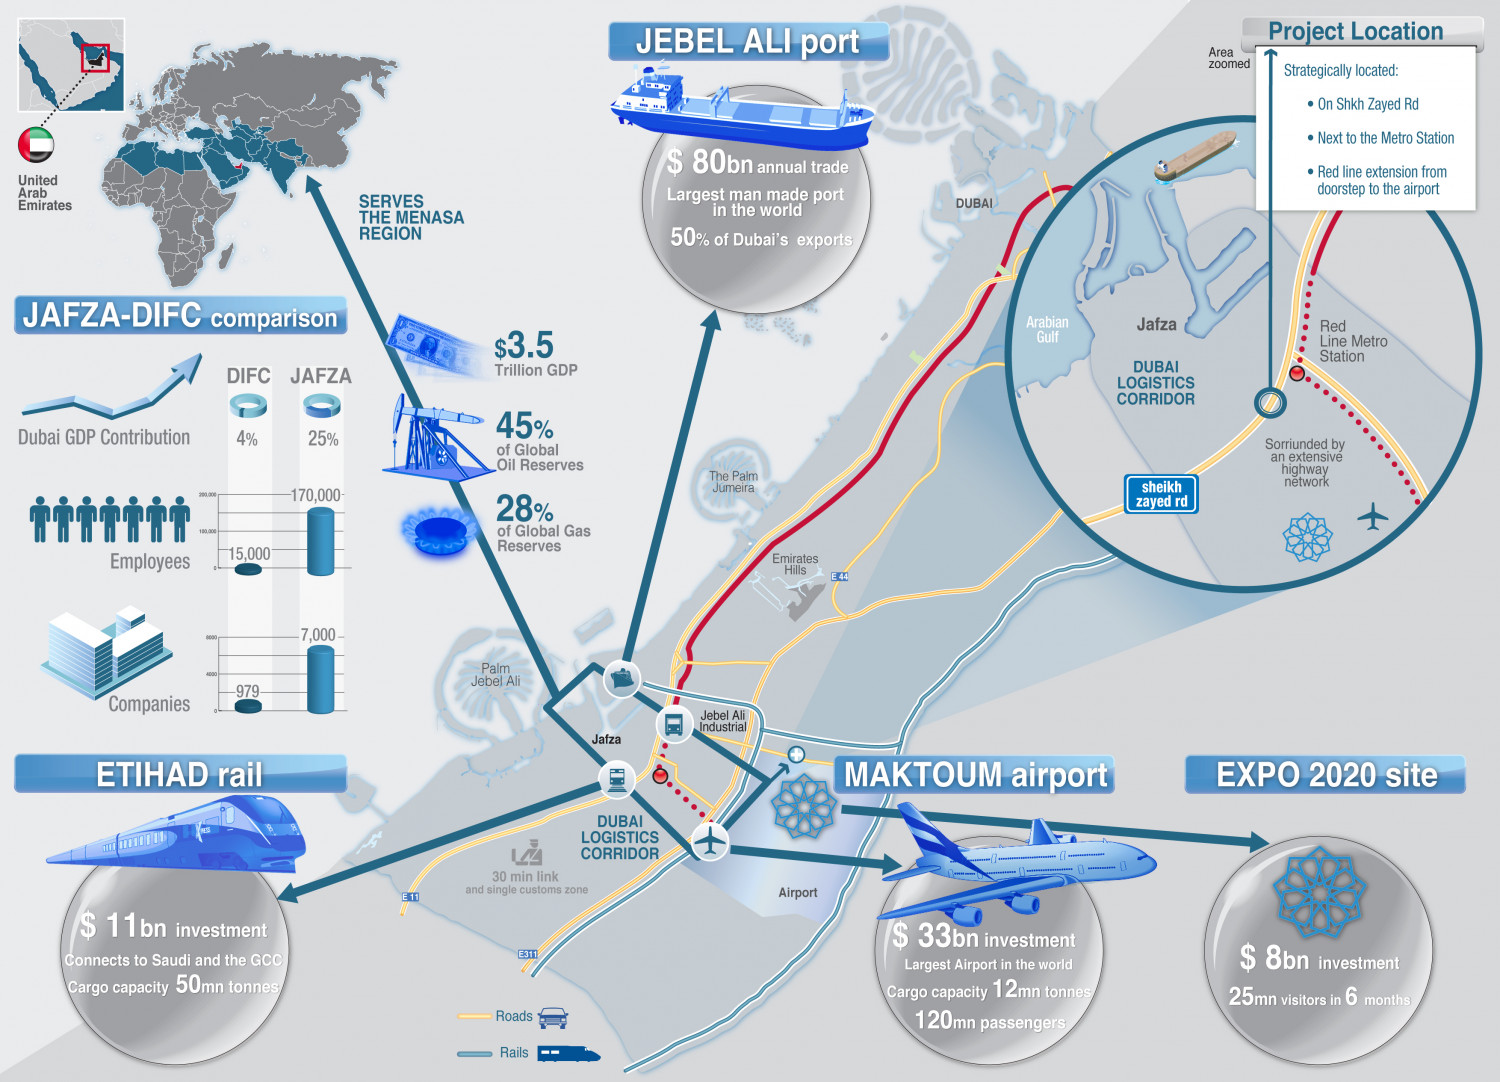 United
Arab
Emirates
SERVES
THE MENASA
REGION
JEBEL ALI port
$ 80bn annual trade
Largest man made port
in the world
50% of Dubai's exports
Project Location
Area
zoomed
Strategically located:
• On Shkh Zayed Rd
• Next to the Metro Station
• Red line extension from
doorstep to the airport
DUBAI
Arabian
Gulf
Jafza
DUBAI
LOGISTICS
CORRIDOR
Red
Line Metro
Station
Sorriunded by
an extensive
highway
network
sheikh
zayed rd
JAFZA-DIFC comparison
DIFC JAFZA
Dubai GDP Contribution
4% 25%
Employees
200,000
100,000
0
15,000
170,000
Companies
8000
4000
0
979
7,000
$3.5
Trillion GDP
45%
of Global
Oil Reserves
28%
of Global Gas
Reserves
The Palm
Jumeira
Emirates
Hills
E 44
Palm
Jebel Ali
Jebel Ali
Industrial
Jafza
DUBAI
LOGISTICS
CORRIDOR
30 min link
and single customs zone
Airport
E 11
E311
Roads
Rails
ETIHAD rail
$ 11bn investment
Connects to Saudi and the GCC
Cargo capacity 50mn tonnes
MAKTOUM airport
$ 33bn investment
Largest Airport in the world
Cargo capacity 12mn tonnes
120mn passengers
EXPO 2020 site
$ 8bn investment
25mn visitors in 6 months